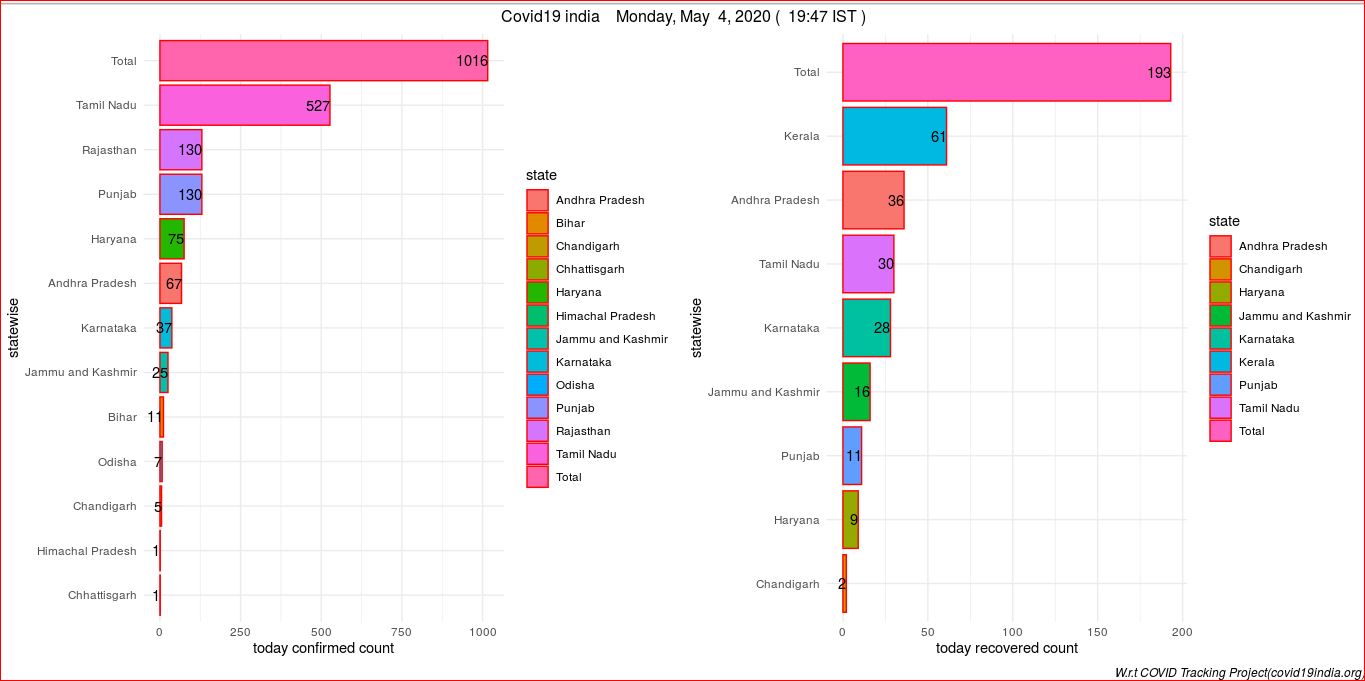 Covid19 india    Monday, May  4, 2020 (  19:47 IST )
statewise
Total 1016
Tamil Nadu 527
Rajasthan 130
Punjab 130
Haryana 75
Andhra Pradesh 67
Karnataka 37
Jammu and Kashmir 25
Bihar 11
Odisha 7
Chandigarh 5
Himachal Pradesh 1
Chhattisgarh 1
0 250 500 750 1000
today confirmed count
state
Andhra Pradesh
Bihar
Chandigarh
Chhattisgarh
Haryana
Himachal Pradesh
Jammu and Kashmir
Karnataka
Odisha
Punjab
Rajasthan
Tamil Nadu
Total
statewise
Total 193
Kerala 61
Andhra Pradesh 36
Tamil Nadu 30
Karnataka 28
Jammu and Kashmir 16
Punjab 11
Haryana 9
Chandigarh 2
0 50 100 150 200
today recovered count
state
Andhra Pradesh
Chandigarh
Haryana
Jammu and Kashmir
Karnataka
Kerala
Punjab
Tamil Nadu
Total
W.r.t COVID Tracking Project(covid19india.org)